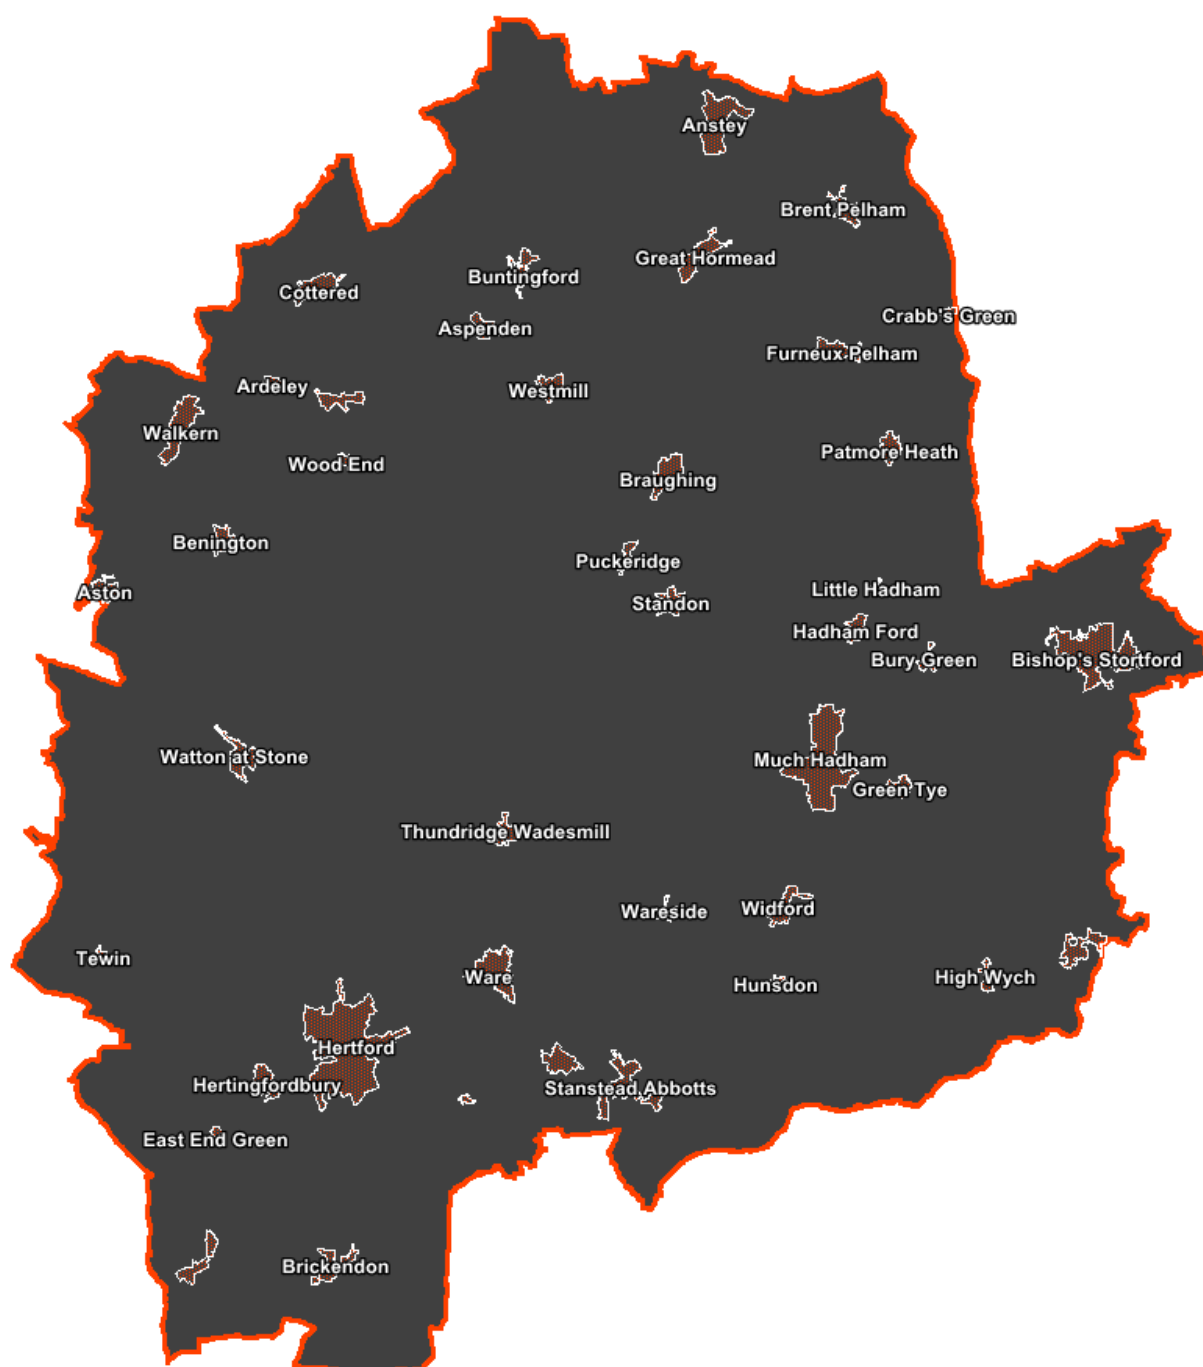 Anstey
Brent Pelham
Great Hormead
Buntingford
Cottered
Crabb's Green
Aspenden
Furneux Pelham
Ardeley
Westmill
Walkern
Patmore Heath
Wood End
Braughing
Benington
Puckeridge
Little Hadham
Aston
Standon
Hadham Ford
Bury Green
Bishop's Stortford
Watton at Stone
Much Hadham
Green Tye
Thundridge Wadesmill
Wareside
Widford
Tewin
Ware
Hunsdon
High Wych
Hertford
Hertingfordbury
Stanstead Abbotts
East End Green
Brickendon